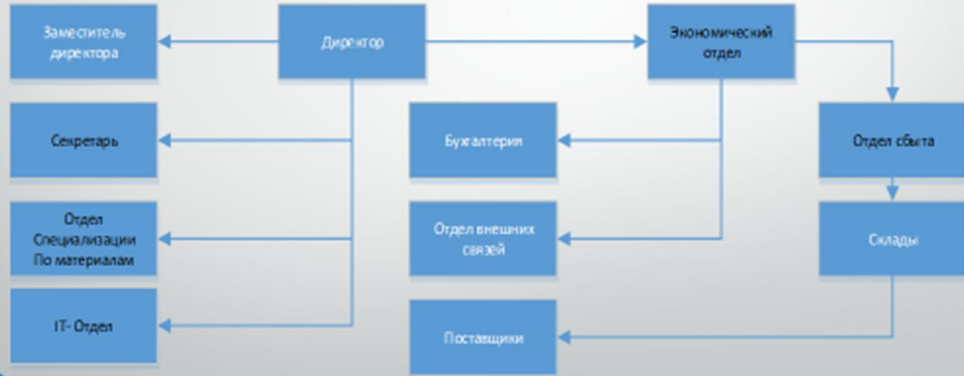 Заместитель
директора
Директор
Экономический
отдел
Секретарь
Бухгалтерия
Отдел сбыта
Отдел
Специализации
По материалам
Отдел внешних
связей
Склады
IT- Отдел
Поставщики